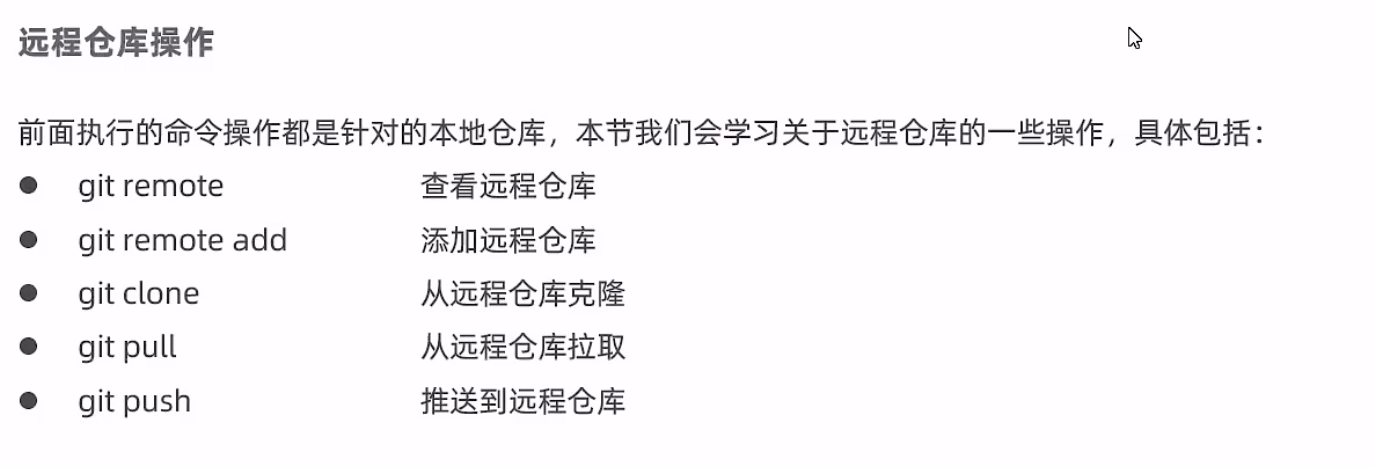 远程仓库操作
前面执行的命令操作都是针对的本地仓库，本节我们会学习关于远程仓库的一些操作，具体包括：
● git remote 查看远程仓库
● git remote add 添加远程仓库
● git clone 从远程仓库克隆
● git pull 从远程仓库拉取
● git push 推送到远程仓库